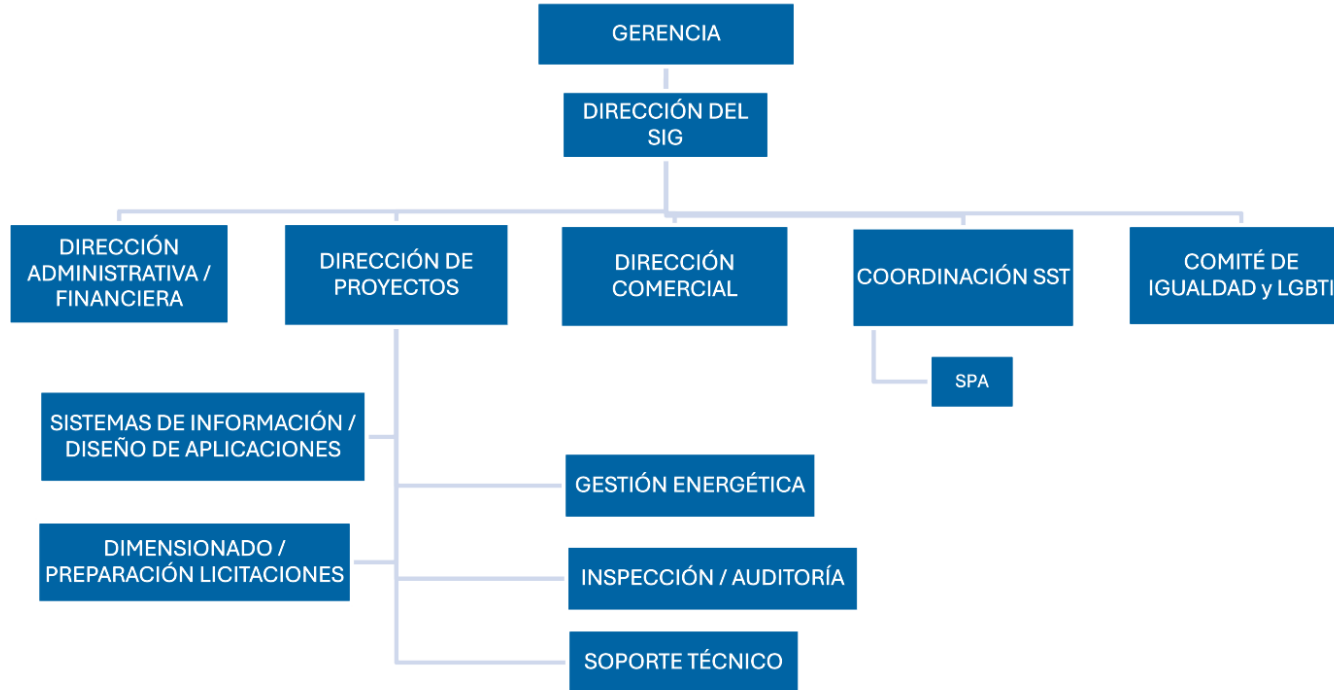 GERENCIA
DIRECCIÓN DEL
SIG
DIRECCIÓN
ADMINISTRATIVA /
FINANCIERA
DIRECCIÓN DE
PROYECTOS
DIRECCIÓN
COMERCIAL
COORDINACIÓN SST
COMITÉ DE
IGUALDAD y LGBTI
SPA
SISTEMAS DE INFORMACIÓN /
DISEÑO DE APLICACIONES
GESTIÓN ENERGÉTICA
DIMENSIONADO /
PREPARACIÓN LICITACIONES
INSPECCIÓN / AUDITORÍA
SOPORTE TÉCNICO